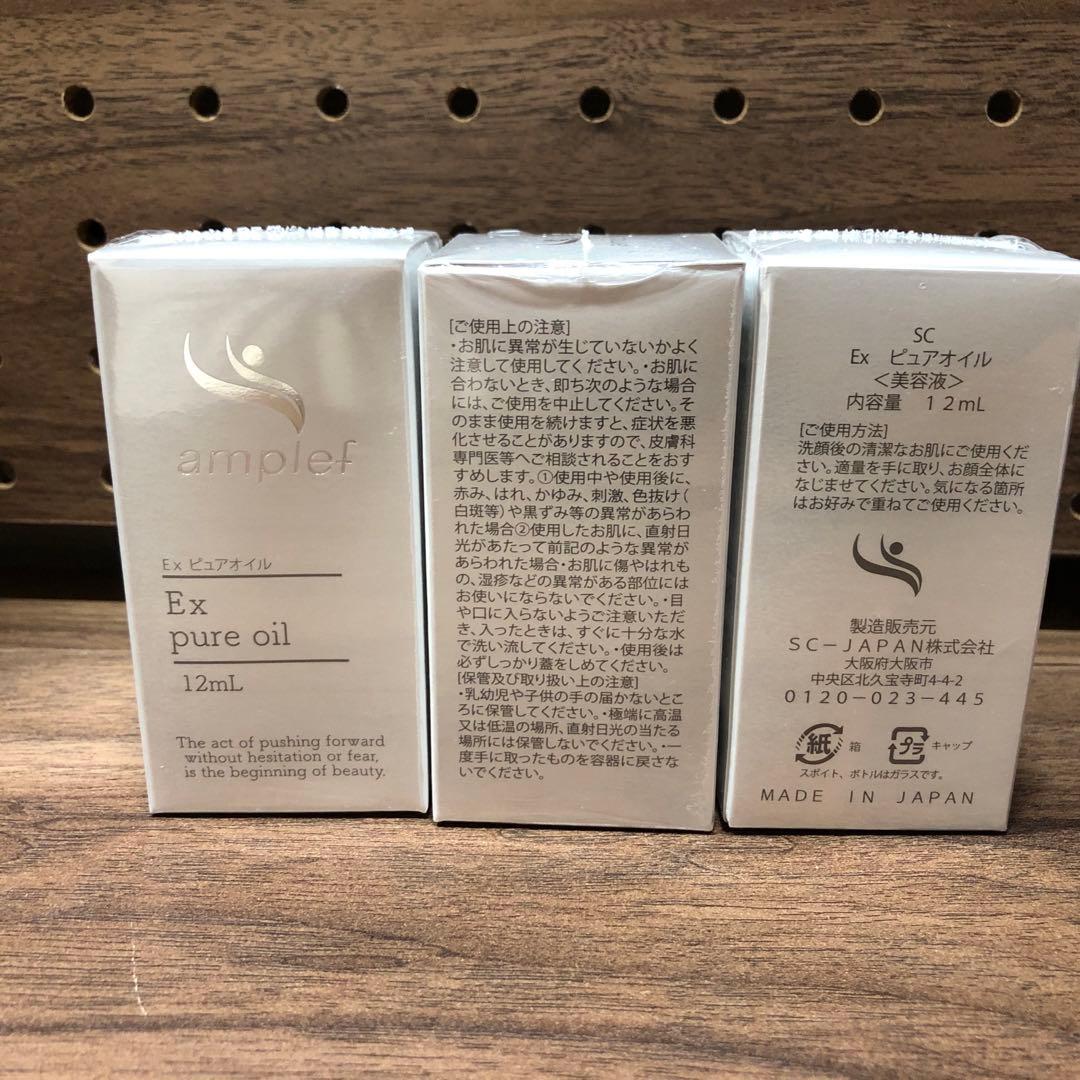 amplef
Ex ピュアオイル
Ex
pure oil
12mL
The act of pushing forward
without hesitation or fear,
is the beginning of beauty.
[ご使用上の注意]
・お肌に異常が生じていないかよく
注意して使用してください。・お肌に
合わないとき、即ち次のような場合
には、ご使用を中止してください。そ
のまま使用を続けますと、症状を悪
化させることがありますので、皮膚科
専門医等へご相談されることをおす
すめします。①使用中や使用後に、
赤み、はれ、かゆみ、刺激、色抜け(
白斑等)や黒ずみ等の異常があらわ
れた場合②使用したお肌に、直射日
光があたって前記のような異常が
あらわれた場合・お肌に傷やはれも
の、湿疹などの異常がある部位には
お使いにならないでください。・目
や口に入らないようご注意いただ
き、入ったときは、すぐに十分な水
で洗い流してください。・使用後は
必ずしっかり蓋をしめてください。
[保管及び取り扱い上の注意]
・乳幼児や子供の手の届かないとこ
ろに保管してください。・極端に高温
又は低温の場所、直射日光の当たる
場所には保管しないでください。・一
度手に取ったものを容器に戻さな
いでください。
SC
Ex ピュアオイル
＜美容液＞
内容量 12mL
[ご使用方法]
洗顔後の清潔なお肌にご使用くだ
さい。適量を手に取り、お顔全体に
なじませてください。気になる箇所
はお好みで重ねてご使用ください。
製造販売元
SC－JAPAN株式会社
大阪府大阪市
中央区北久宝寺町4-4-2
0120-023-445
紙 箱 プラ キャップ
スポイト、ボトルはガラスです。
MADE IN JAPAN